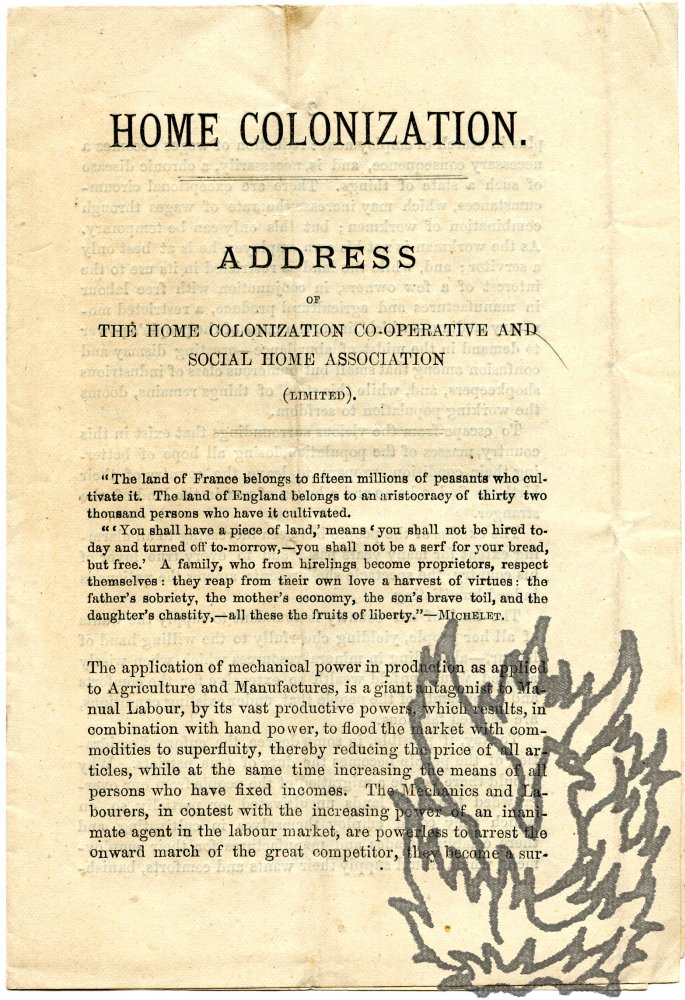 HOME COLONIZATION.
ADDRESS
OF
THE HOME COLONIZATION CO-OPERATIVE AND
SOCIAL HOME ASSOCIATION
(LIMITED).
“The land of France belongs to fifteen millions of peasants who cul-
tivate it. The land of England belongs to an aristocracy of thirty two
thousand persons who have it cultivated.
“‘You shall have a piece of land,’ means ‘you shall not be hired to-
day and turned off to-morrow,—you shall not be a serf for your bread,
but free.’ A family, who from hirelings become proprietors, respect
themselves: they reap from their own love a harvest of virtues: the
father's sobriety, the mother's economy, the son's brave toil, and the
daughter's chastity,—all these the fruits of liberty.”—MICHELET.
The application of mechanical power in production as applied
to Agriculture and Manufactures, is a giant antagonist to Ma-
nual Labour, by its vast productive powers, which results, in
combination with hand power, to flood the market with com-
modities to superfluity, thereby reducing the price of all ar-
ticles, while at the same time increasing the means of all
persons who have fixed incomes. The Mechanics and La-
bourers, in contest with the increasing power of an inani-
mate agent in the labour market, are powerless to arrest the
onward march of the great competitor, they become a sur-